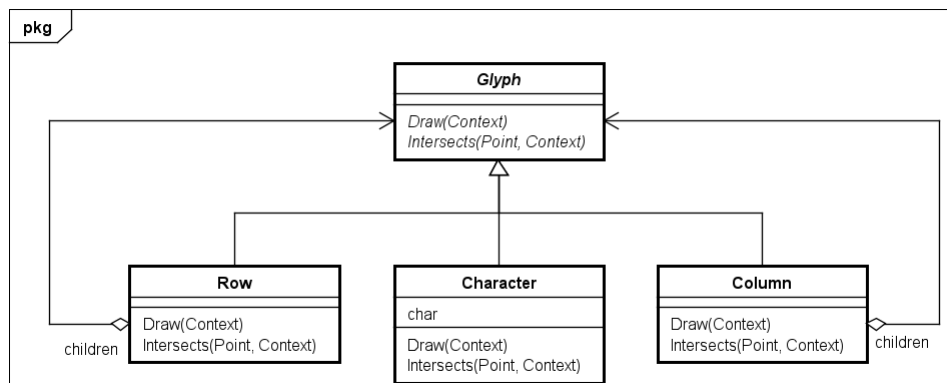 pkg
Glyph
Draw(Context)
Intersects(Point, Context)
Row
Draw(Context)
Intersects(Point, Context)
children
Character
char
Draw(Context)
Intersects(Point, Context)
Column
Draw(Context)
Intersects(Point, Context)
children